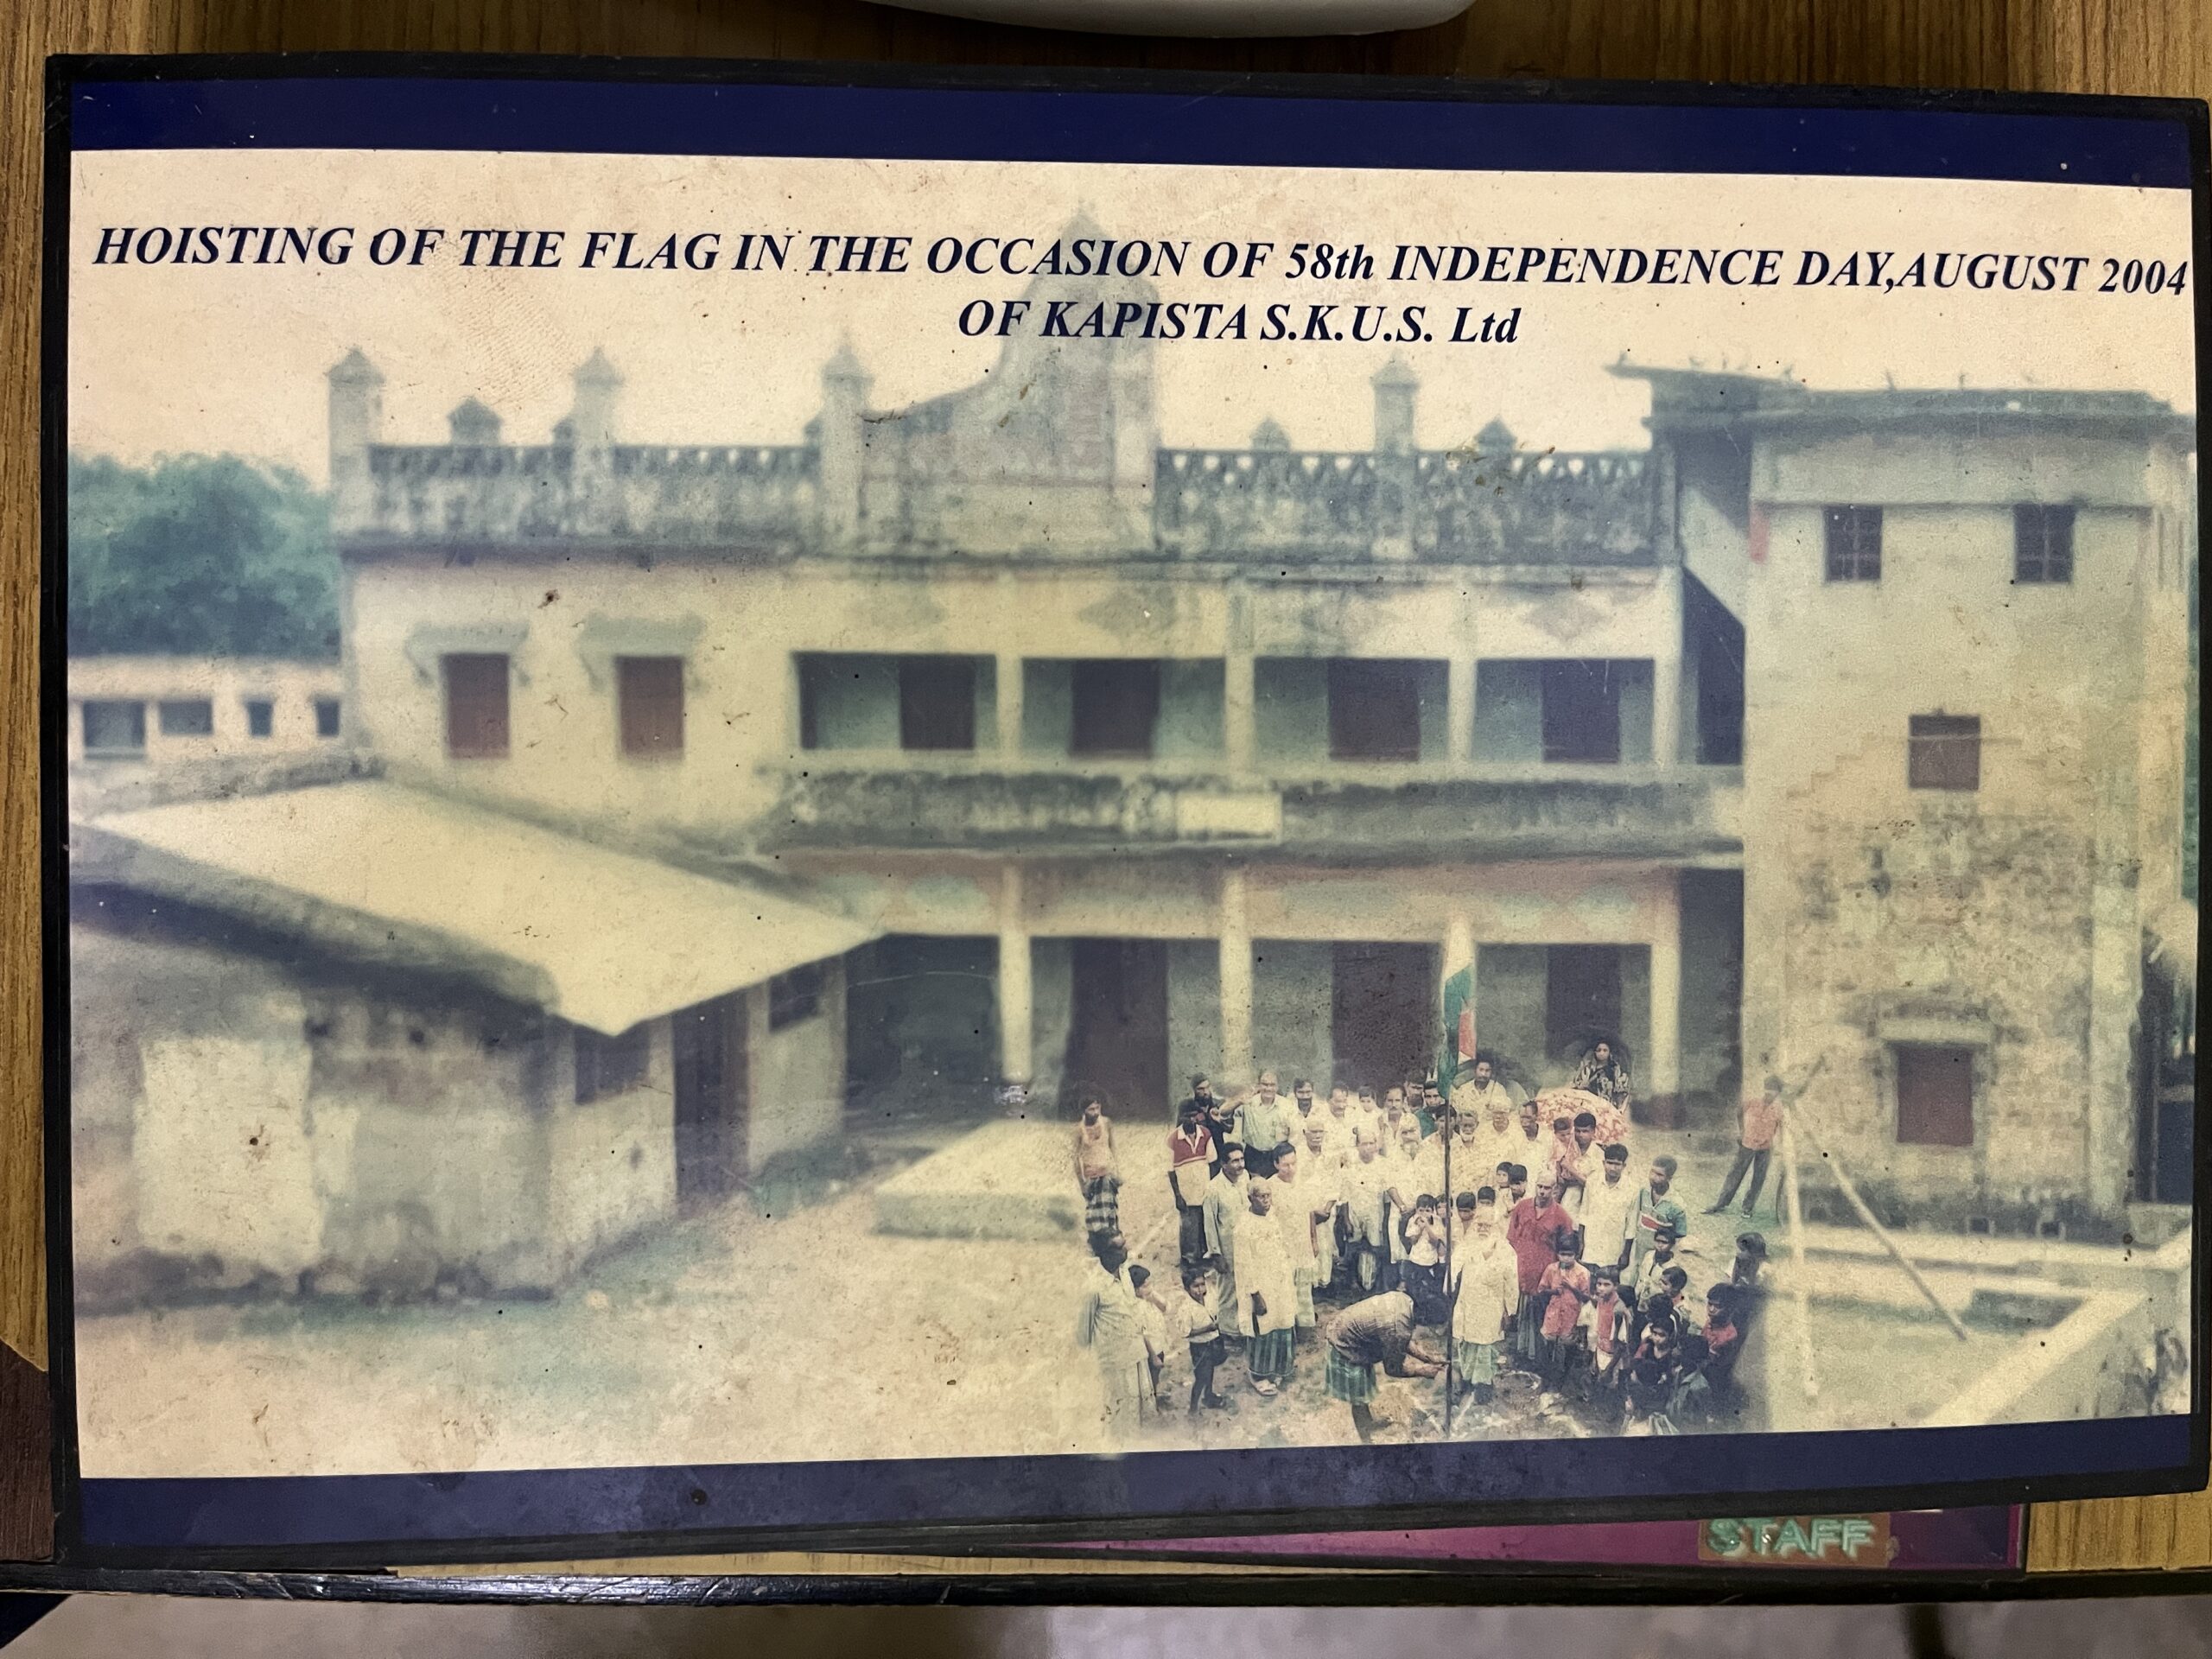 HOISTING OF THE FLAG IN THE OCCASION OF 58th INDEPENDENCE DAY,AUGUST 2004
OF KAPISTA S.K.U.S. Ltd
STAFF